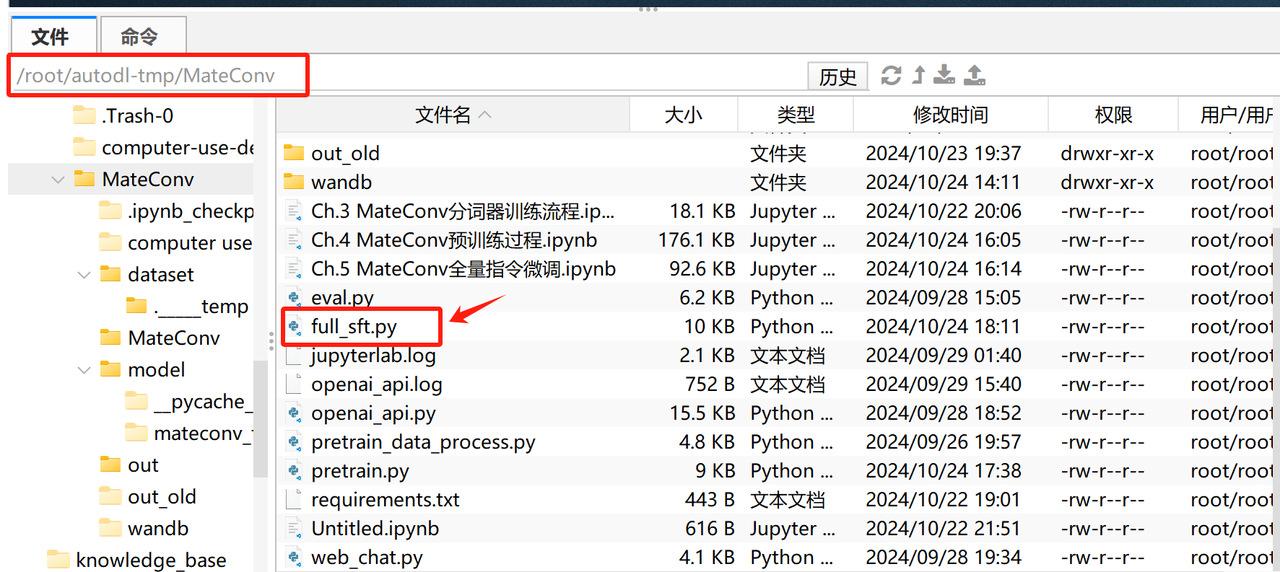 文件 命令
/root/autodl-tmp/MateConv 历史
.Trash-0
computer-use-de
MateConv
.ipynb_checkp
computer use
dataset
._____temp
MateConv
model
__pycache_
mateconv_
out
out_old
wandb
knowledge_base
文件名 大小 类型 修改时间 权限 用户/用户
out_old 文件夹 2024/10/23 19:37 drwxr-xr-x root/root
wandb 文件夹 2024/10/24 14:11 drwxr-xr-x root/root
Ch.3 MateConv分词器训练流程.ip... 18.1 KB Jupyter ... 2024/10/22 20:06 -rw-r--r-- root/root
Ch.4 MateConv预训练过程.ipynb 176.1 KB Jupyter ... 2024/10/24 16:05 -rw-r--r-- root/root
Ch.5 MateConv全量指令微调.ipynb 92.6 KB Jupyter ... 2024/10/24 16:14 -rw-r--r-- root/root
eval.py 6.2 KB Python ... 2024/09/28 15:05 -rw-r--r-- root/root
full_sft.py 10 KB Python ... 2024/10/24 18:11 -rw-r--r-- root/root
jupyterlab.log 2.1 KB 文本文档 2024/09/29 01:40 -rw-r--r-- root/root
openai_api.log 752 B 文本文档 2024/09/29 15:40 -rw-r--r-- root/root
openai_api.py 15.5 KB Python ... 2024/09/28 18:52 -rw-r--r-- root/root
pretrain_data_process.py 4.8 KB Python ... 2024/09/26 19:57 -rw-r--r-- root/root
pretrain.py 9 KB Python ... 2024/10/24 17:38 -rw-r--r-- root/root
requirements.txt 443 B 文本文档 2024/10/22 19:01 -rw-r--r-- root/root
Untitled.ipynb 616 B Jupyter ... 2024/10/22 21:51 -rw-r--r-- root/root
web_chat.py 4.1 KB Python ... 2024/09/28 19:34 -rw-r--r-- root/root